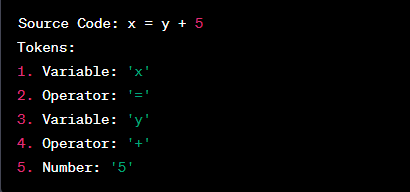 Source Code: x = y + 5
Tokens:
1. Variable: 'x'
2. Operator: '='
3. Variable: 'y'
4. Operator: '+'
5. Number: '5'